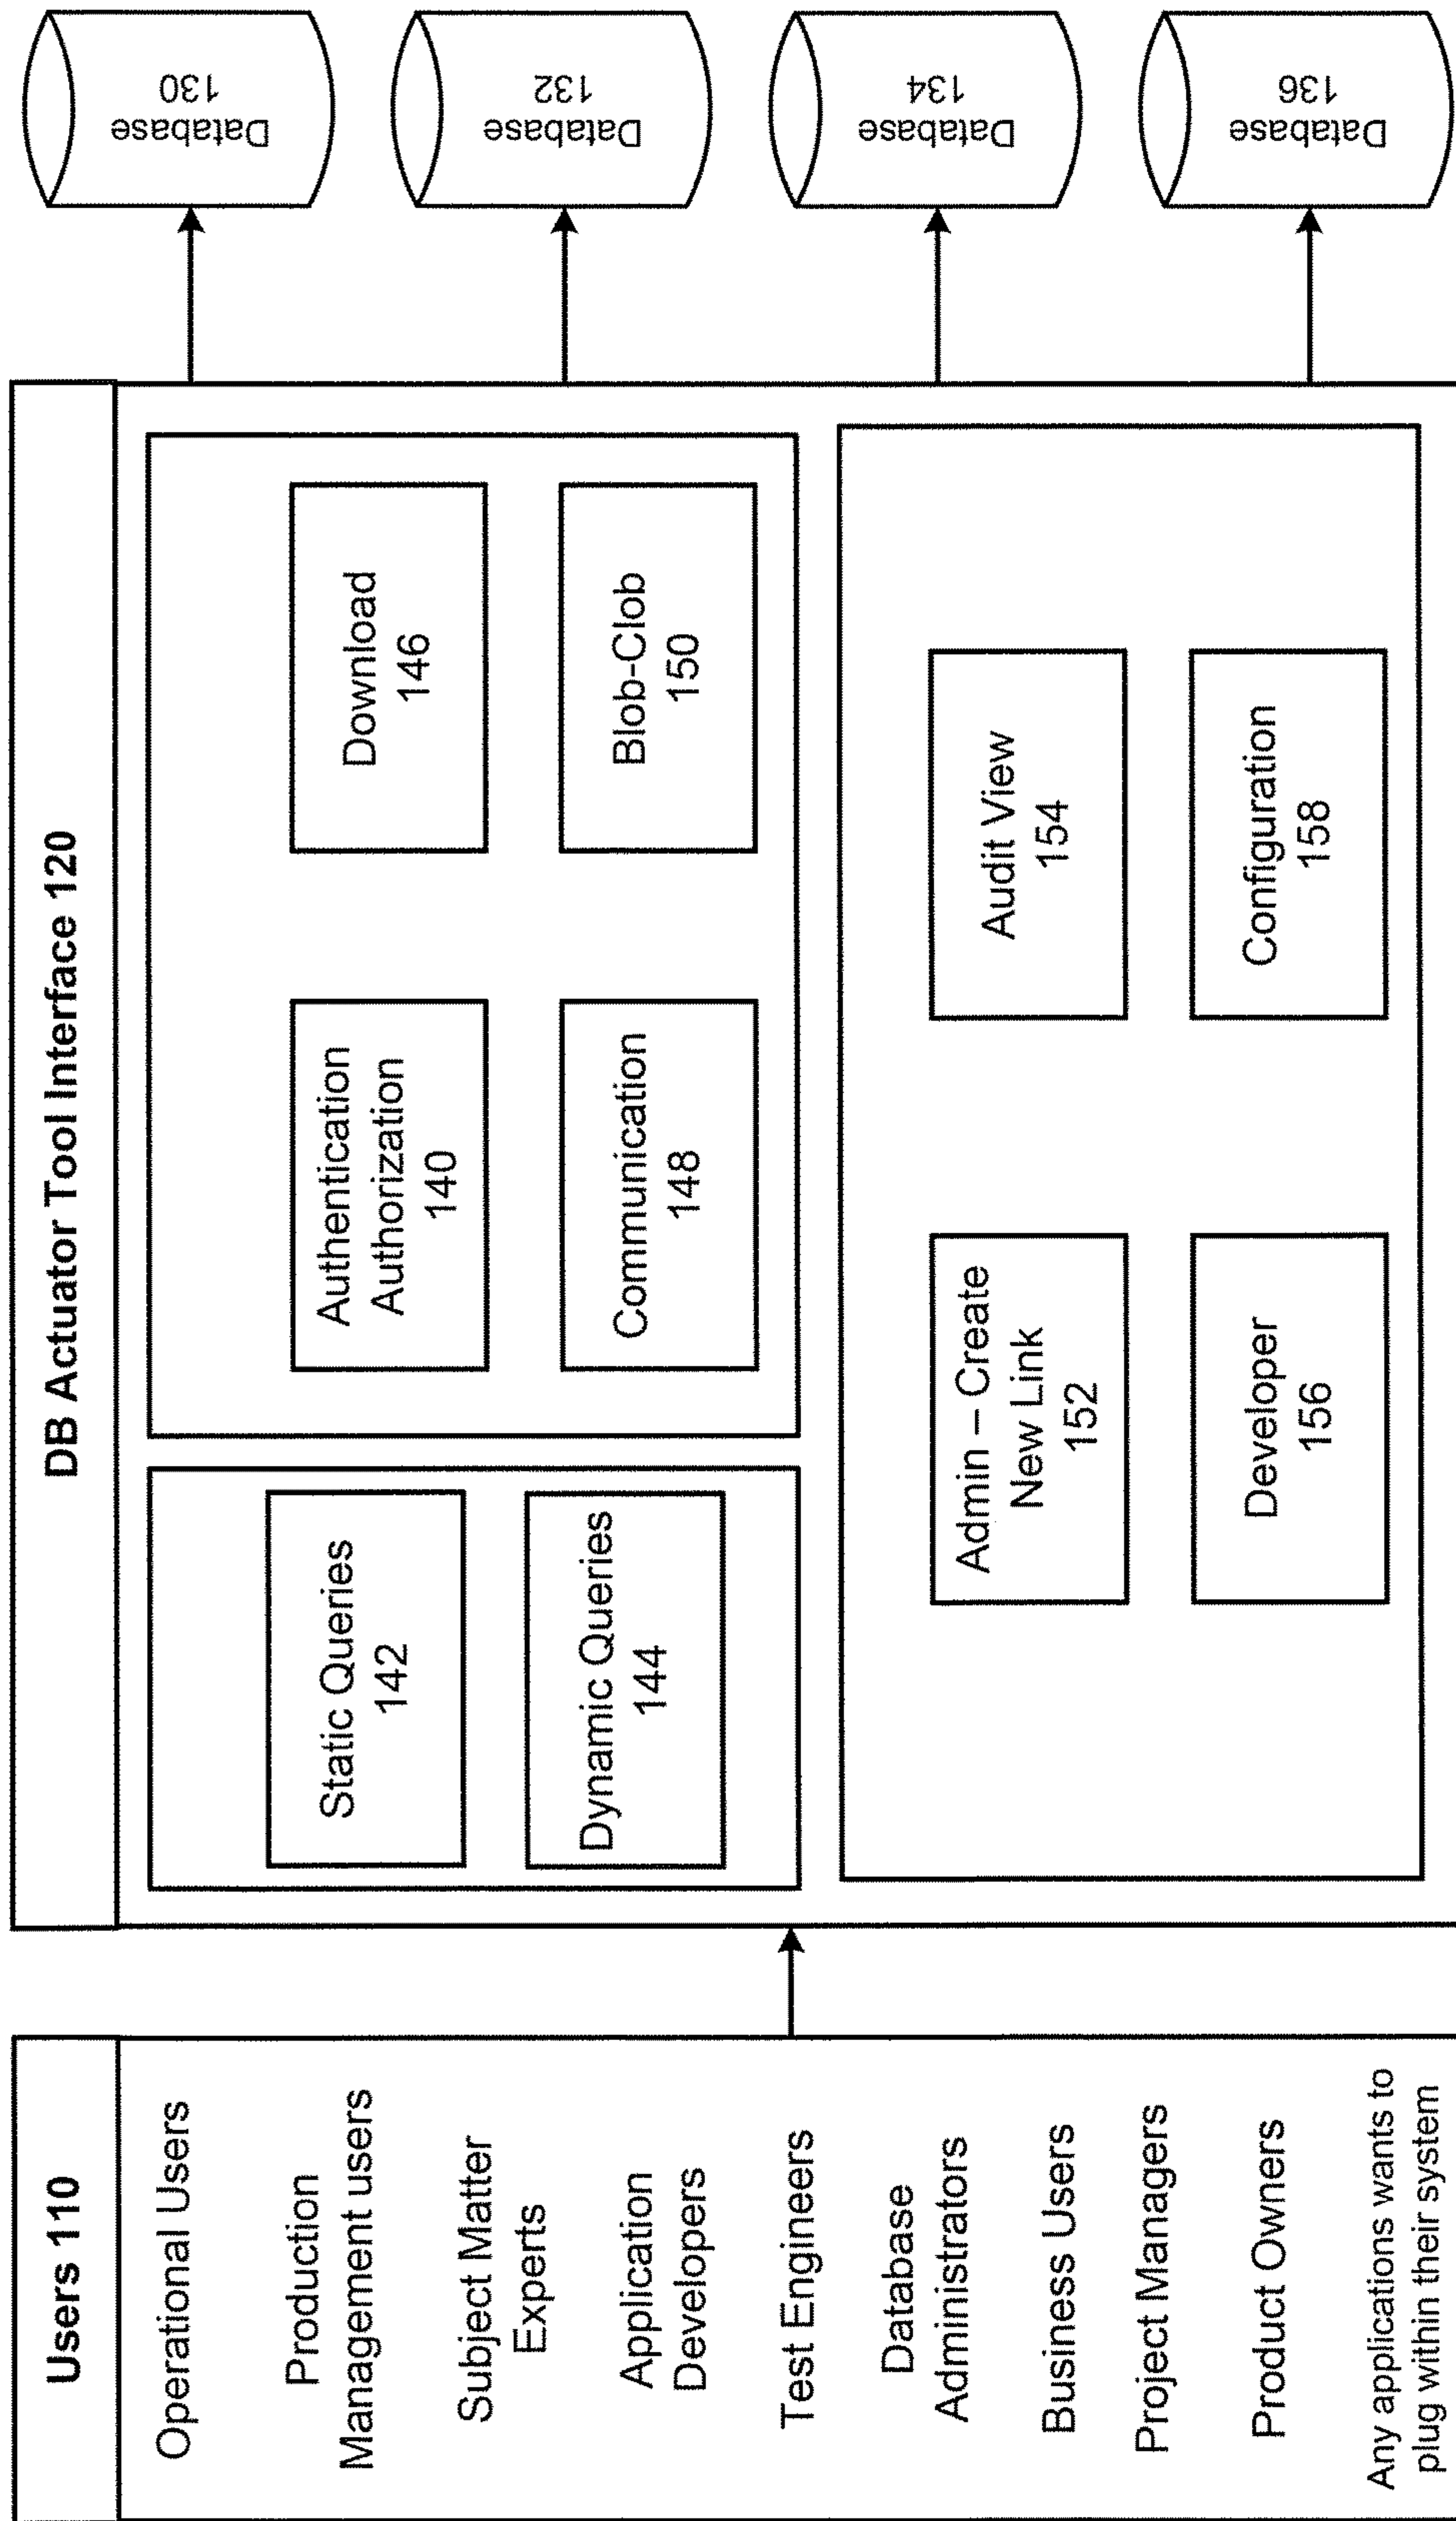 Users 110
Operational Users
Production
Management users
Subject Matter
Experts
Application
Developers
Test Engineers
Database
Administrators
Business Users
Project Managers
Product Owners
Any applications wants to
plug within their system
DB Actuator Tool Interface 120
Static Queries
142
Dynamic Queries
144
Authentication
Authorization
140
Download
146
Communication
148
Blob-Clob
150
Admin – Create
New Link
152
Audit View
154
Developer
156
Configuration
158
Database
130
Database
132
Database
134
Database
136